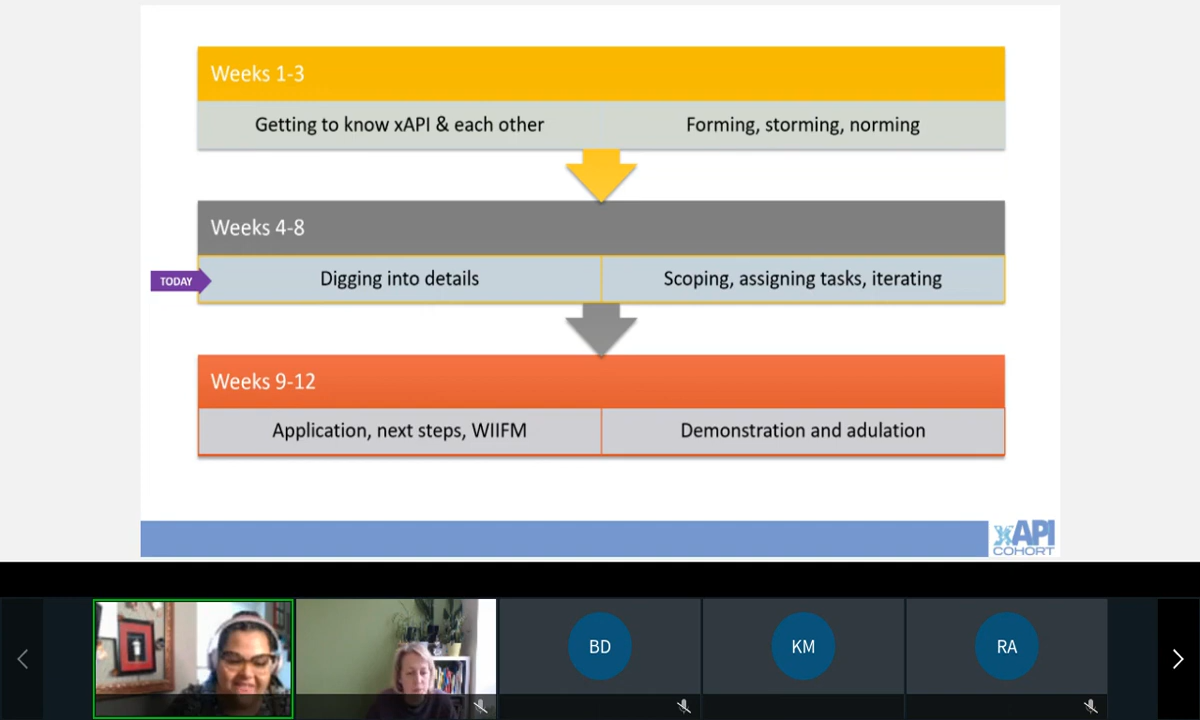 Weeks 1-3
Getting to know xAPI & each other
Forming, storming, norming
Weeks 4-8
TODAY
Digging into details
Scoping, assigning tasks, iterating
Weeks 9-12
Application, next steps, WIIFM
Demonstration and adulation
xAPI
COHORT
BD
KM
RA